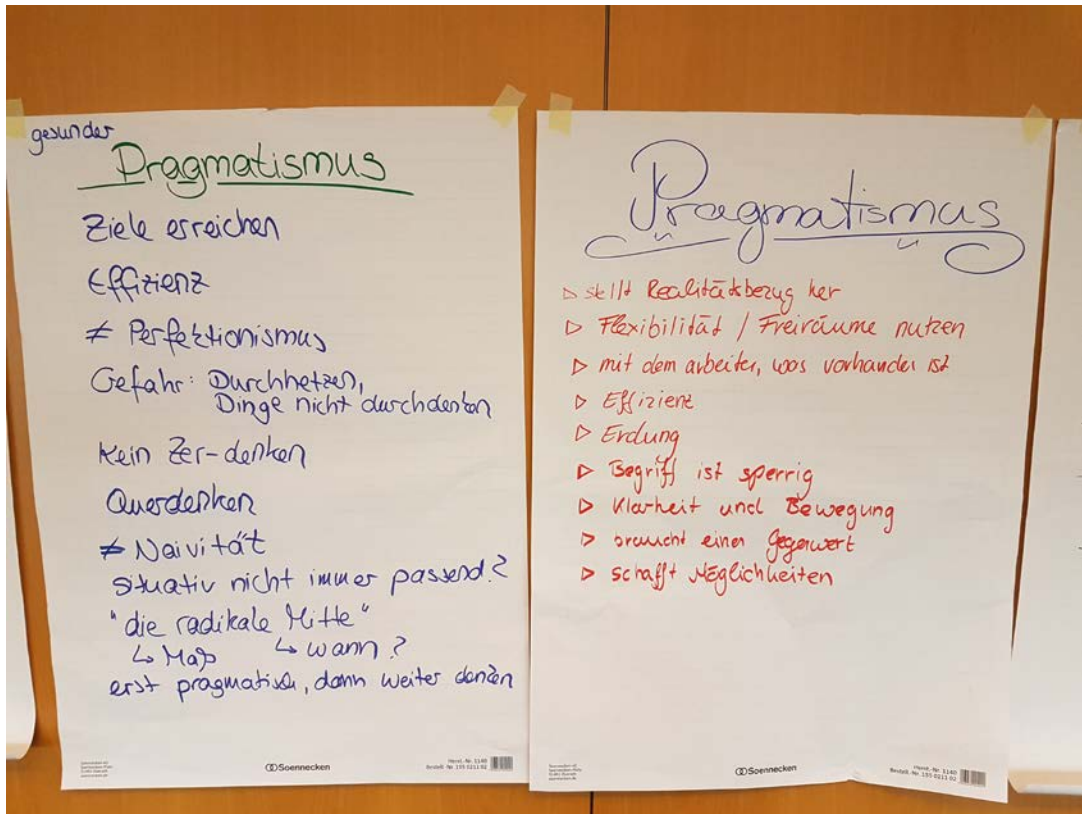 gesunder
Pragmatismus
Ziele erreichen
Effizienz
≠ Perfektionismus
Gefahr: Durchhetzen,
Dinge nicht durchdenken
Kein Zer-denken
Querdenken
≠ Naivität
Situativ nicht immer passend?
"die radikale Mitte"
↳ Maß ↳ wann?
erst pragmatisch, dann weiter denken
Soennecken
Pragmatismus
▷ stellt Realitätsbezug her
▷ Flexibilität / Freiräume nutzen
▷ mit dem arbeiten, was vorhanden ist
▷ Effizienz
▷ Erdung
▷ Begriff ist sperrig
▷ Klarheit und Bewegung
▷ braucht einen Gegenwert
▷ schafft Möglichkeiten
Soennecken